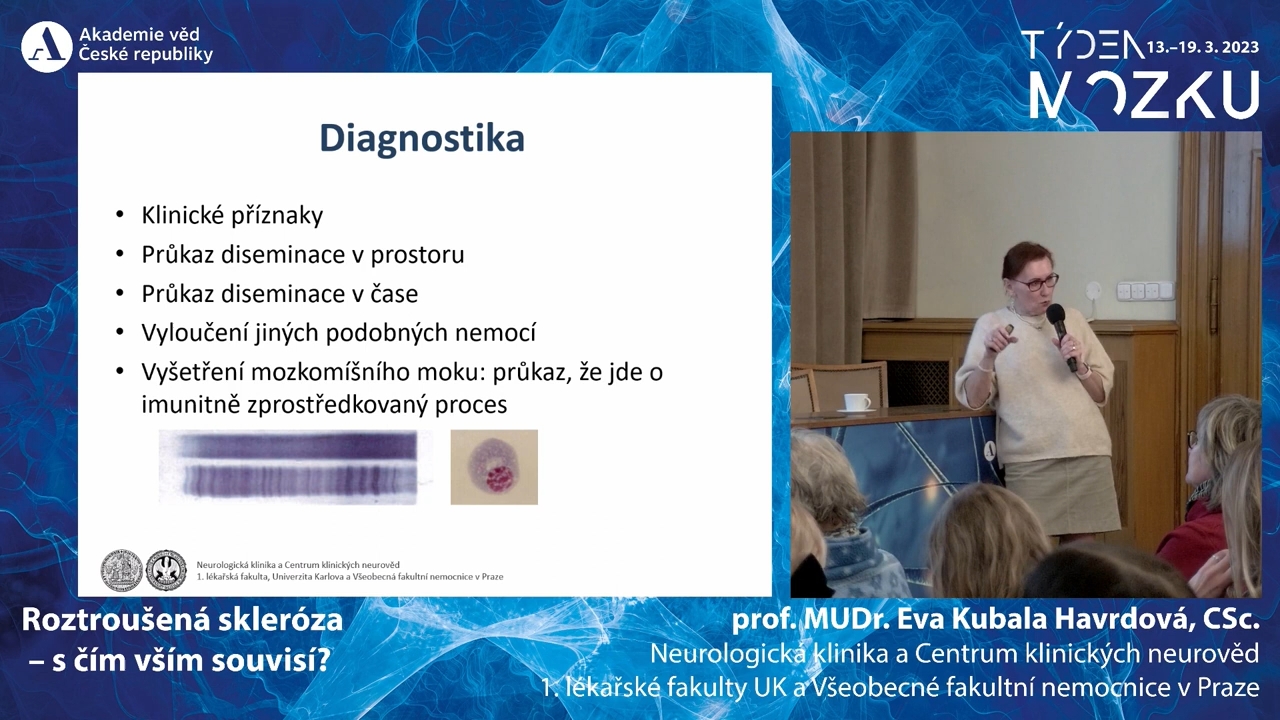 Akademie věd
České republiky
TÝDEN 13.–19. 3. 2023
MOZKU
Diagnostika
• Klinické příznaky
• Průkaz diseminace v prostoru
• Průkaz diseminace v čase
• Vyloučení jiných podobných nemocí
• Vyšetření mozkomíšního moku: průkaz, že jde o
imunitně zprostředkovaný proces
Neurologická klinika a Centrum klinických neurověd
1. lékařská fakulta, Univerzita Karlova a Všeobecná fakultní nemocnice v Praze
Roztroušená skleróza
– s čím vším souvisí?
prof. MUDr. Eva Kubala Havrdová, CSc.
Neurologická klinika a Centrum klinických neurověd
1. lékařské fakulty UK a Všeobecné fakultní nemocnice v Praze